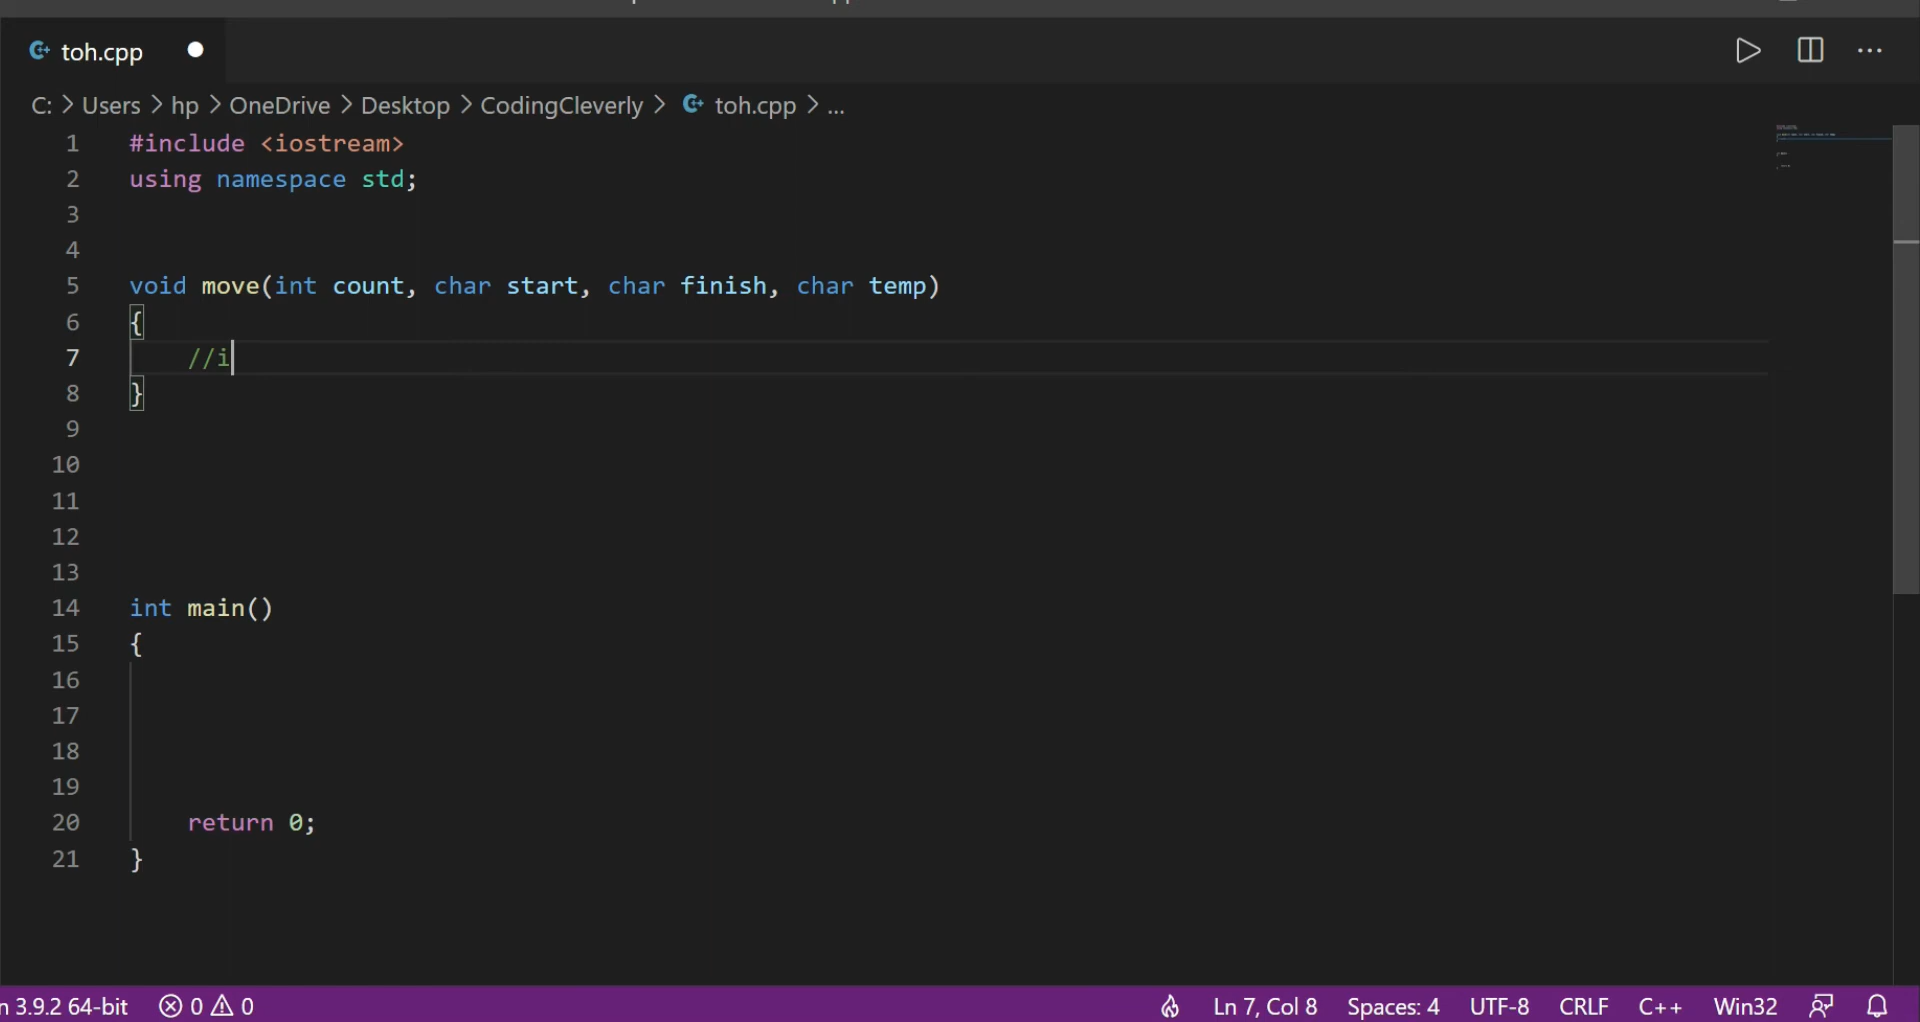 toh.cpp
C: > Users > hp > OneDrive > Desktop > CodingCleverly > toh.cpp > ...
1 #include <iostream>
2 using namespace std;
3
4
5 void move(int count, char start, char finish, char temp)
6 {
7     //i
8 }
9
10
11
12
13
14 int main()
15 {
16
17
18
19
20     return 0;
21 }
3.9.2 64-bit 0 0 Ln 7, Col 8 Spaces: 4 UTF-8 CRLF C++ Win32